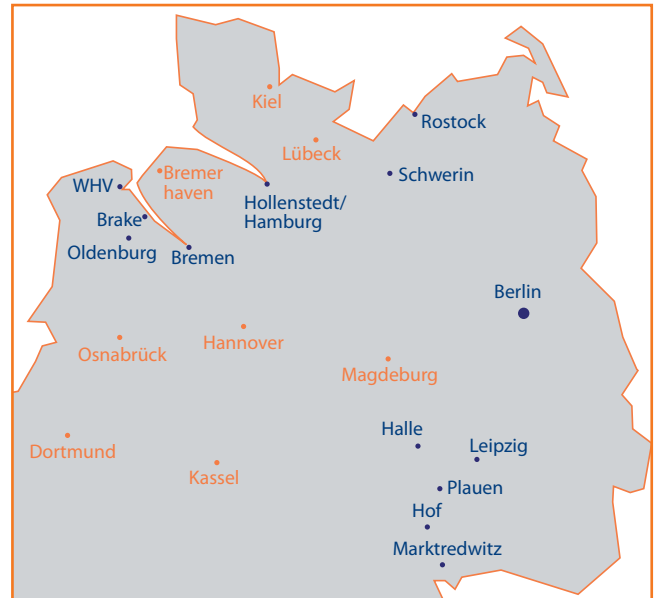 Kiel
Rostock
Lübeck
Bremer
haven
Schwerin
WHV
Hollenstedt/
Hamburg
Brake
Oldenburg
Bremen
Berlin
Osnabrück
Hannover
Magdeburg
Halle
Leipzig
Dortmund
Kassel
Plauen
Hof
Marktredwitz